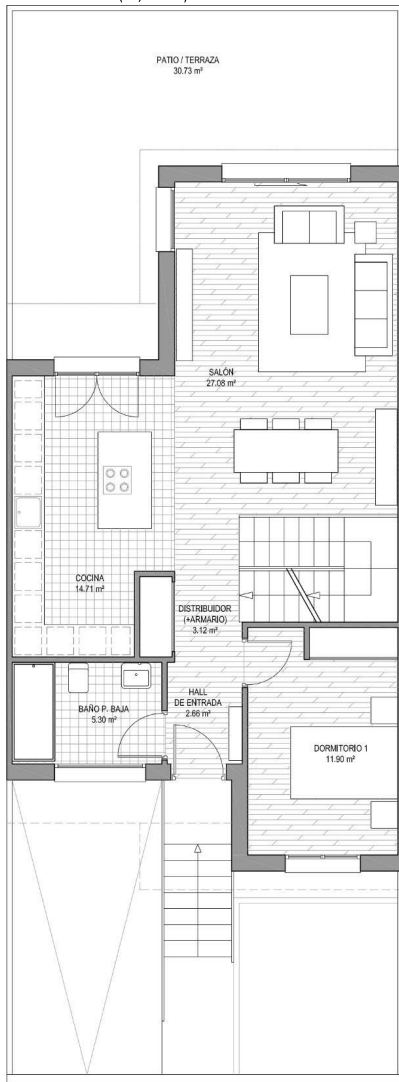 PATIO / TERRAZA
30.73 m²
SALÓN
27.08 m²
COCINA
14.71 m²
DISTRIBUIDOR
(+ARMARIO)
3.12 m²
HALL
DE ENTRADA
2.66 m²
BAÑO P. BAJA
5.30 m²
DORMITORIO 1
11.90 m²